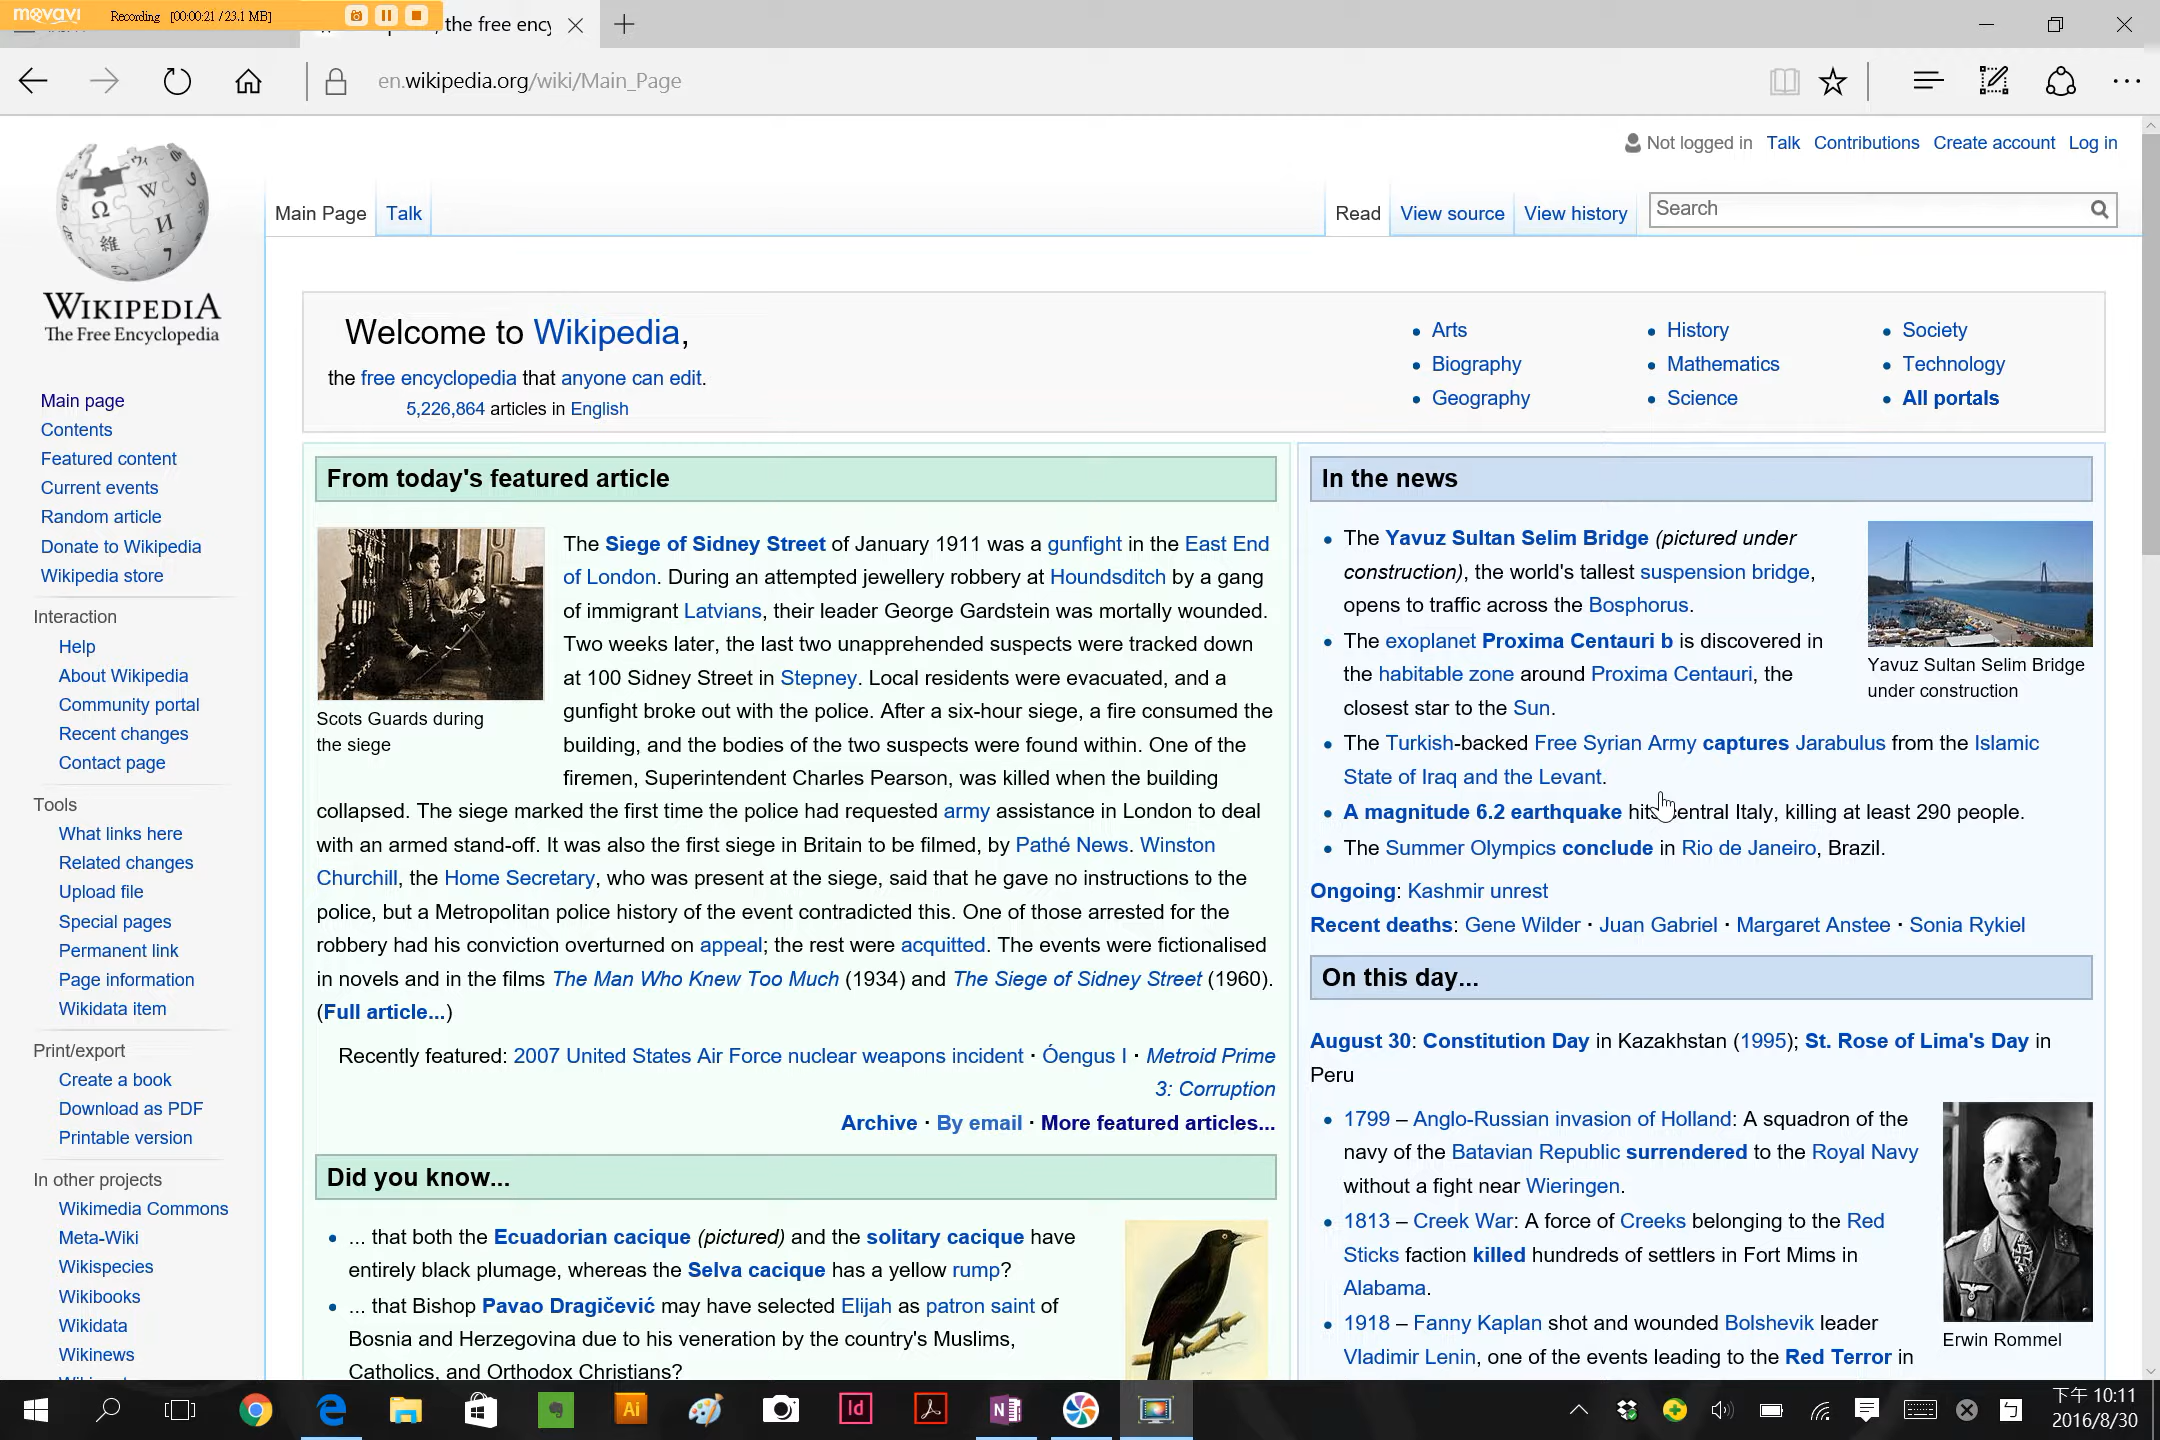 movavi Recording [00:00:21 / 23.1 MB]
the free ency
en.wikipedia.org/wiki/Main_Page
Not logged in Talk Contributions Create account Log in
Main Page Talk Read View source View history Search
WIKIPEDIA
The Free Encyclopedia
Main page
Contents
Featured content
Current events
Random article
Donate to Wikipedia
Wikipedia store
Interaction
Help
About Wikipedia
Community portal
Recent changes
Contact page
Tools
What links here
Related changes
Upload file
Special pages
Permanent link
Page information
Wikidata item
Print/export
Create a book
Download as PDF
Printable version
In other projects
Wikimedia Commons
Meta-Wiki
Wikispecies
Wikibooks
Wikidata
Wikinews
Welcome to Wikipedia,
the free encyclopedia that anyone can edit.
5,226,864 articles in English
Arts
Biography
Geography
History
Mathematics
Science
Society
Technology
All portals
From today's featured article
The Siege of Sidney Street of January 1911 was a gunfight in the East End
of London. During an attempted jewellery robbery at Houndsditch by a gang
of immigrant Latvians, their leader George Gardstein was mortally wounded.
Two weeks later, the last two unapprehended suspects were tracked down
at 100 Sidney Street in Stepney. Local residents were evacuated, and a
gunfight broke out with the police. After a six-hour siege, a fire consumed the
building, and the bodies of the two suspects were found within. One of the
firemen, Superintendent Charles Pearson, was killed when the building
collapsed. The siege marked the first time the police had requested army assistance in London to deal
with an armed stand-off. It was also the first siege in Britain to be filmed, by Pathé News. Winston
Churchill, the Home Secretary, who was present at the siege, said that he gave no instructions to the
police, but a Metropolitan police history of the event contradicted this. One of those arrested for the
robbery had his conviction overturned on appeal; the rest were acquitted. The events were fictionalised
in novels and in the films The Man Who Knew Too Much (1934) and The Siege of Sidney Street (1960).
(Full article...)
Scots Guards during
the siege
Recently featured: 2007 United States Air Force nuclear weapons incident · Óengus I · Metroid Prime
3: Corruption
Archive · By email · More featured articles...
Did you know...
... that both the Ecuadorian cacique (pictured) and the solitary cacique have
entirely black plumage, whereas the Selva cacique has a yellow rump?
... that Bishop Pavao Dragičević may have selected Elijah as patron saint of
Bosnia and Herzegovina due to his veneration by the country's Muslims,
Catholics, and Orthodox Christians?
In the news
The Yavuz Sultan Selim Bridge (pictured under
construction), the world's tallest suspension bridge,
opens to traffic across the Bosphorus.
The exoplanet Proxima Centauri b is discovered in
the habitable zone around Proxima Centauri, the
closest star to the Sun.
The Turkish-backed Free Syrian Army captures Jarabulus from the Islamic
State of Iraq and the Levant.
A magnitude 6.2 earthquake hits central Italy, killing at least 290 people.
The Summer Olympics conclude in Rio de Janeiro, Brazil.
Yavuz Sultan Selim Bridge
under construction
Ongoing: Kashmir unrest
Recent deaths: Gene Wilder · Juan Gabriel · Margaret Anstee · Sonia Rykiel
On this day...
August 30: Constitution Day in Kazakhstan (1995); St. Rose of Lima's Day in
Peru
1799 – Anglo-Russian invasion of Holland: A squadron of the
navy of the Batavian Republic surrendered to the Royal Navy
without a fight near Wieringen.
1813 – Creek War: A force of Creeks belonging to the Red
Sticks faction killed hundreds of settlers in Fort Mims in
Alabama.
1918 – Fanny Kaplan shot and wounded Bolshevik leader
Vladimir Lenin, one of the events leading to the Red Terror in
Erwin Rommel
Ai
Id
下午 10:11
2016/8/30